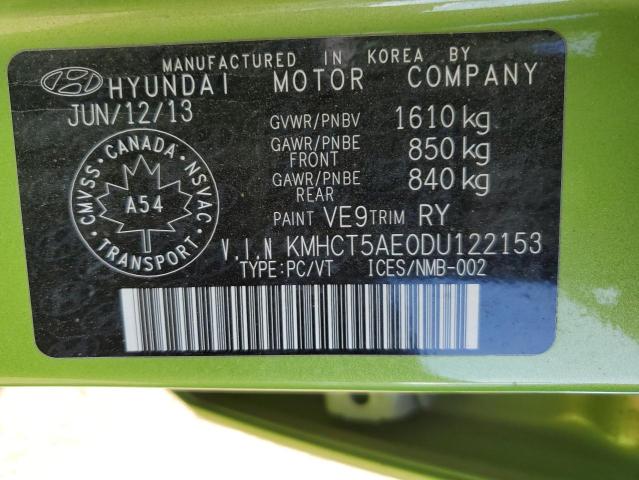 MANUFACTURED IN KOREA BY
HYUNDAI MOTOR COMPANY
JUN/12/13
GVWR/PNBV 1610 kg
GAWR/PNBE FRONT 850 kg
GAWR/PNBE REAR 840 kg
PAINT VE9 TRIM RY
CANADA
CMVSS NSVAC
A54
TRANSPORT
V.I.N KMHCT5AE0DU122153
TYPE:PC/VT ICES/NMB-002